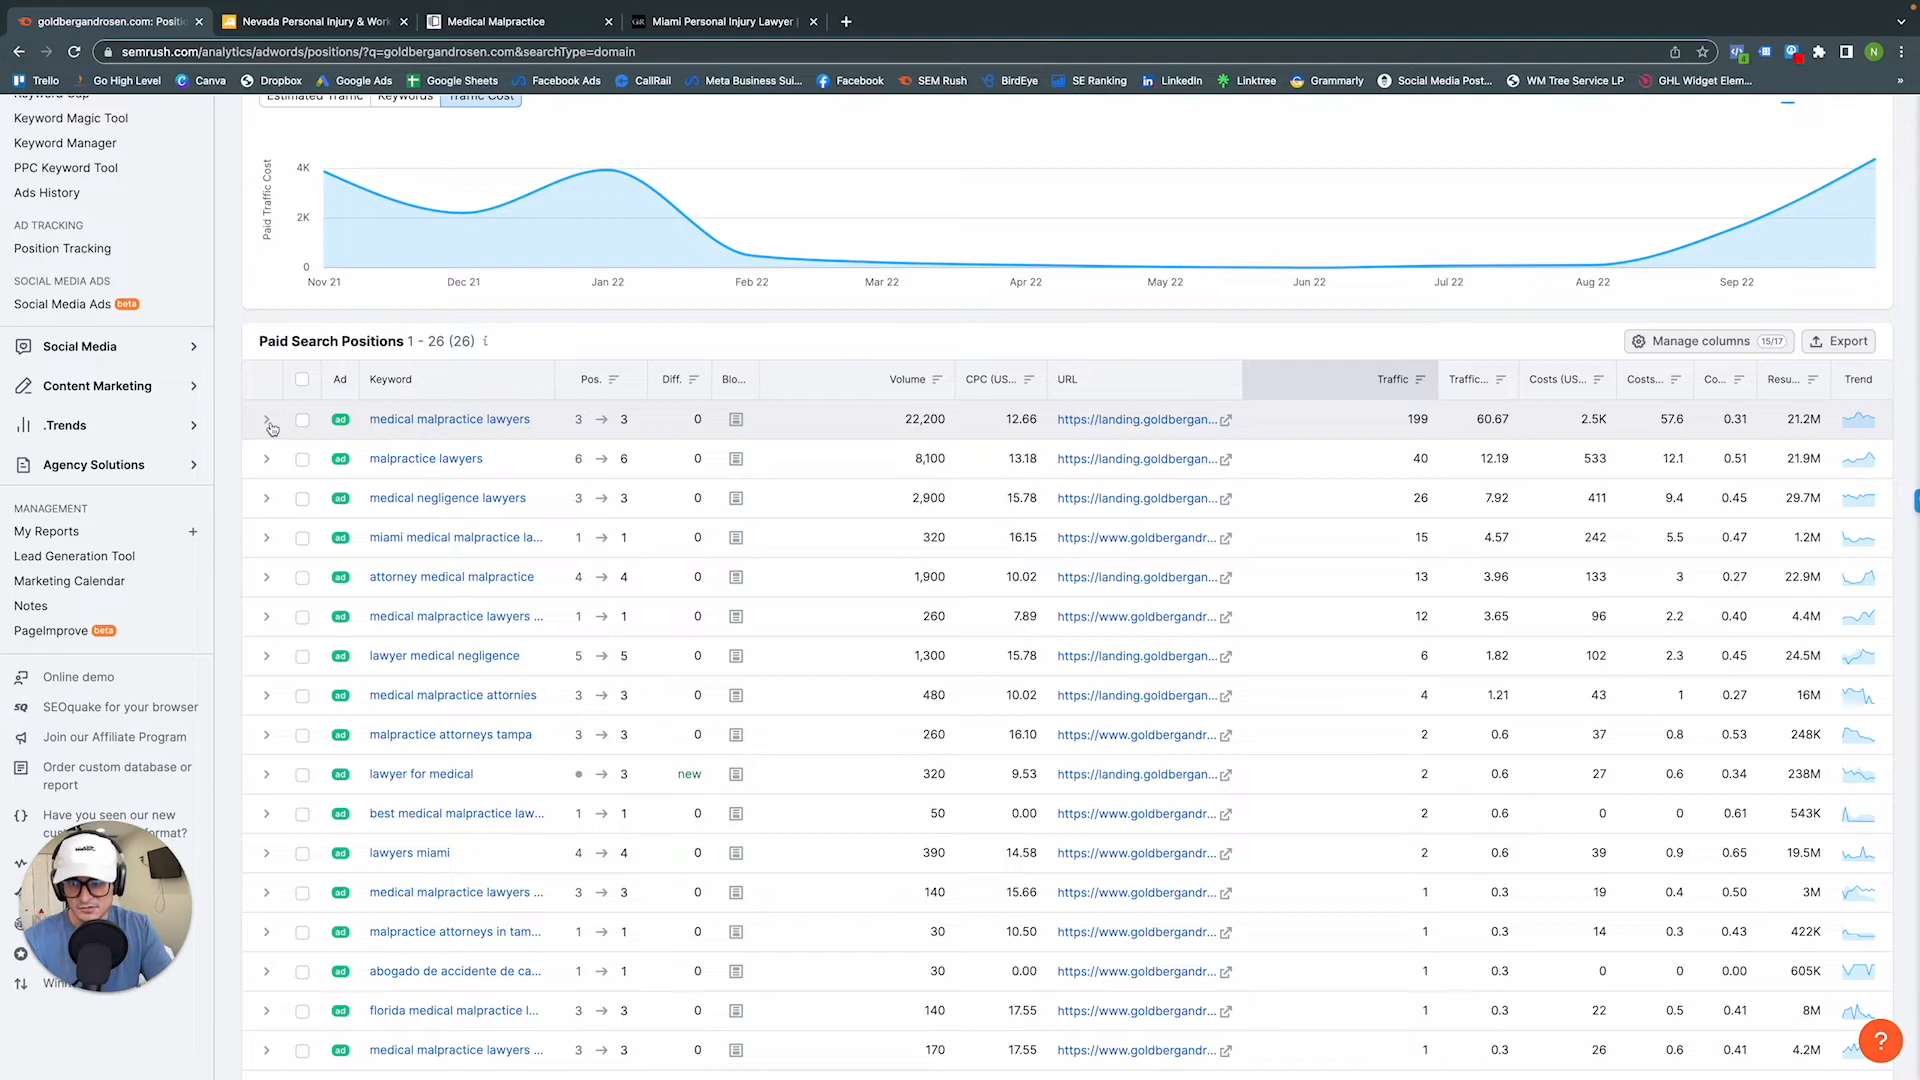 goldbergandrosen.com: Positio
Nevada Personal Injury & Work
Medical Malpractice
Miami Personal Injury Lawyer |
semrush.com/analytics/adwords/positions/?q=goldbergandrosen.com&searchType=domain
N
Trello
Go High Level
Canva
Dropbox
Google Ads
Google Sheets
Facebook Ads
CallRail
Meta Business Sui...
Facebook
SEM Rush
BirdEye
SE Ranking
LinkedIn
Linktree
Grammarly
Social Media Post...
WM Tree Service LP
GHL Widget Elem...
Keyword Gap
Keyword Magic Tool
Keyword Manager
PPC Keyword Tool
Ads History
AD TRACKING
Position Tracking
SOCIAL MEDIA ADS
Social Media Ads beta
Social Media
Content Marketing
.Trends
Agency Solutions
MANAGEMENT
My Reports +
Lead Generation Tool
Marketing Calendar
Notes
PageImprove beta
Online demo
SEOquake for your browser
Join our Affiliate Program
Order custom database or
report
Have you seen our new
Estimated Traffic Keywords Traffic Cost
Paid Traffic Cost
4K
2K
0
Nov 21 Dec 21 Jan 22 Feb 22 Mar 22 Apr 22 May 22 Jun 22 Jul 22 Aug 22 Sep 22
Paid Search Positions 1 - 26 (26) i
Manage columns 15/17 Export
Ad Keyword Pos. Diff. Blo... Volume CPC (US... URL Traffic Traffic... Costs (US... Costs... Co... Resu... Trend
ad medical malpractice lawyers 3 → 3 0 22,200 12.66 https://landing.goldbergan... 199 60.67 2.5K 57.6 0.31 21.2M
ad malpractice lawyers 6 → 6 0 8,100 13.18 https://landing.goldbergan... 40 12.19 533 12.1 0.51 21.9M
ad medical negligence lawyers 3 → 3 0 2,900 15.78 https://landing.goldbergan... 26 7.92 411 9.4 0.45 29.7M
ad miami medical malpractice la... 1 → 1 0 320 16.15 https://www.goldbergandr... 15 4.57 242 5.5 0.47 1.2M
ad attorney medical malpractice 4 → 4 0 1,900 10.02 https://landing.goldbergan... 13 3.96 133 3 0.27 22.9M
ad medical malpractice lawyers ... 1 → 1 0 260 7.89 https://www.goldbergandr... 12 3.65 96 2.2 0.40 4.4M
ad lawyer medical negligence 5 → 5 0 1,300 15.78 https://landing.goldbergan... 6 1.82 102 2.3 0.45 24.5M
ad medical malpractice attornies 3 → 3 0 480 10.02 https://landing.goldbergan... 4 1.21 43 1 0.27 16M
ad malpractice attorneys tampa 3 → 3 0 260 16.10 https://www.goldbergandr... 2 0.6 37 0.8 0.53 248K
ad lawyer for medical → 3 new 320 9.53 https://landing.goldbergan... 2 0.6 27 0.6 0.34 238M
ad best medical malpractice law... 1 → 1 0 50 0.00 https://www.goldbergandr... 2 0.6 0 0 0.61 543K
ad lawyers miami 4 → 4 0 390 14.58 https://www.goldbergandr... 2 0.6 39 0.9 0.65 19.5M
ad medical malpractice lawyers ... 3 → 3 0 140 15.66 https://www.goldbergandr... 1 0.3 19 0.4 0.50 3M
ad malpractice attorneys in tam... 1 → 1 0 30 10.50 https://www.goldbergandr... 1 0.3 14 0.3 0.43 422K
ad abogado de accidente de ca... 1 → 1 0 30 0.00 https://www.goldbergandr... 1 0.3 0 0 0.00 605K
ad florida medical malpractice l... 3 → 3 0 140 17.55 https://www.goldbergandr... 1 0.3 22 0.5 0.41 8M
ad medical malpractice lawyers ... 3 → 3 0 170 17.55 https://www.goldbergandr... 1 0.3 26 0.6 0.41 4.2M
?